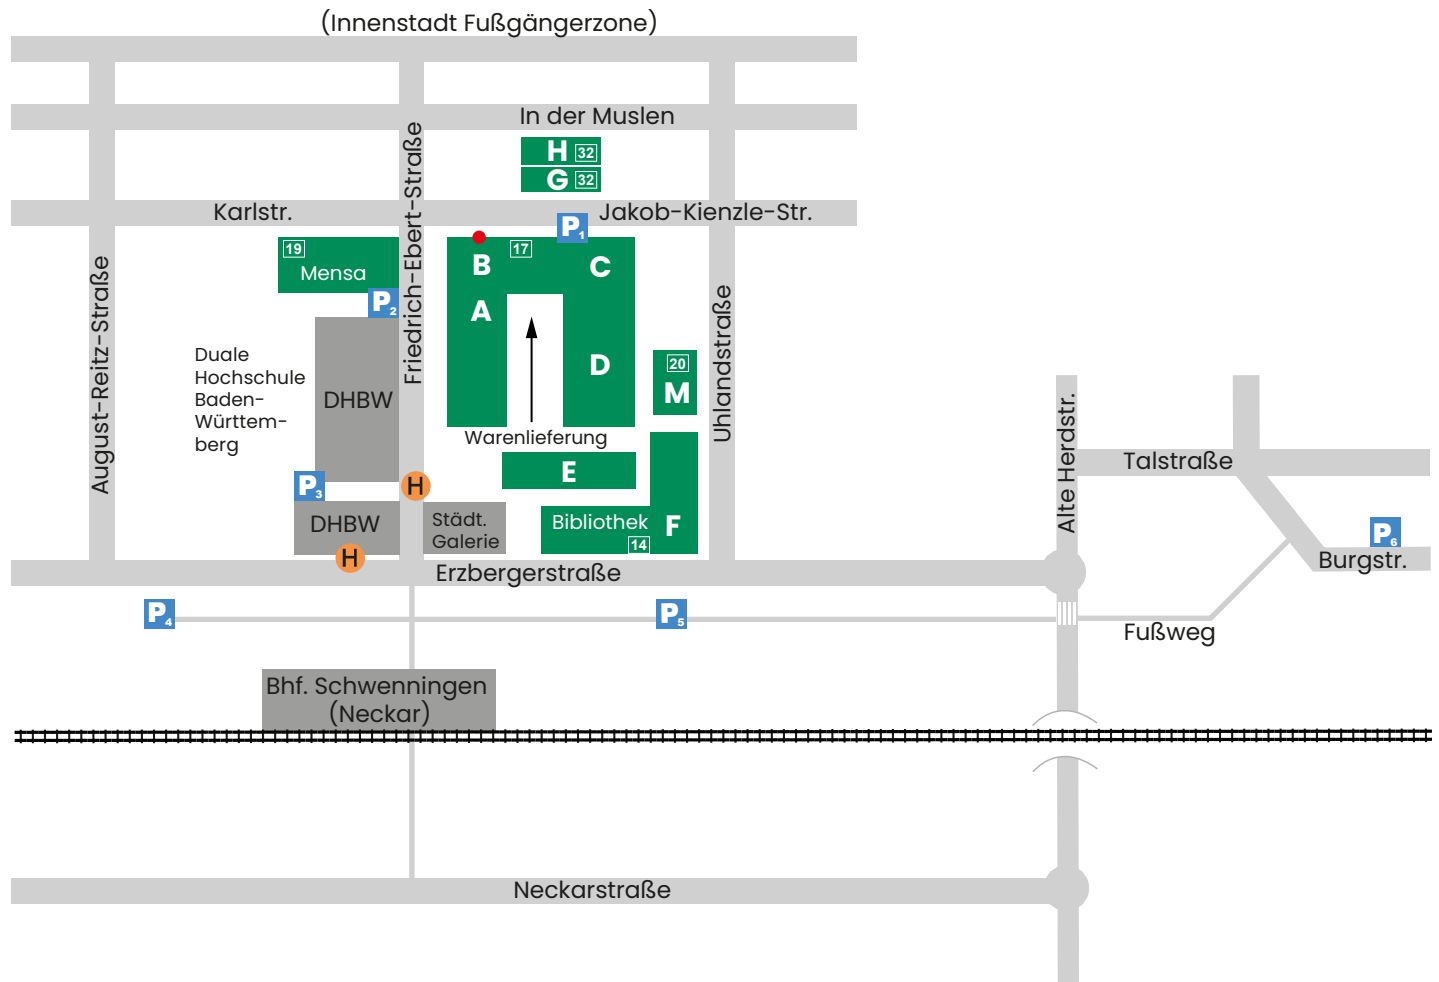 (Innenstadt Fußgängerzone)
In der Muslen
H 32
G 32
Karlstr.
Jakob-Kienzle-Str.
P1
August-Reitz-Straße
Friedrich-Ebert-Straße
Uhlandstraße
19
Mensa
P2
17
B
C
A
D
20
M
Warenlieferung
Duale
Hochschule
Baden-
Württem-
berg
DHBW
E
P3
H
DHBW
Städt.
Galerie
Bibliothek
F
14
H
Erzbergerstraße
Alte Herdstr.
Talstraße
P6
Burgstr.
P4
P5
Fußweg
Bhf. Schwenningen
(Neckar)
Neckarstraße